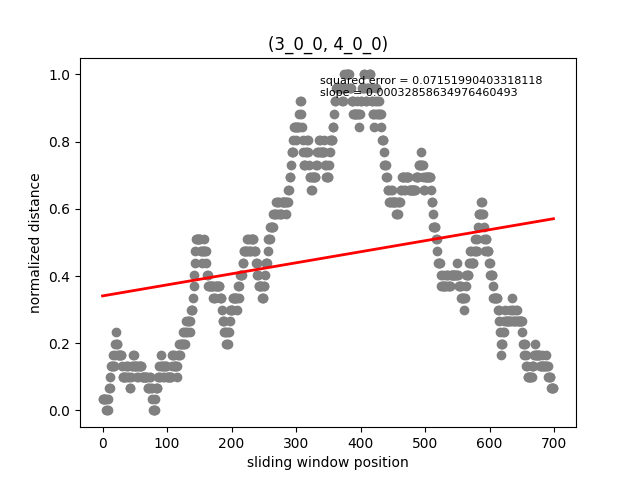 (3_0_0, 4_0_0)
squared error = 0.07151990403318118
slope = 0.00032858634976460493
normalized distance
1.0
0.8
0.6
0.4
0.2
0.0
0 100 200 300 400 500 600 700
sliding window position